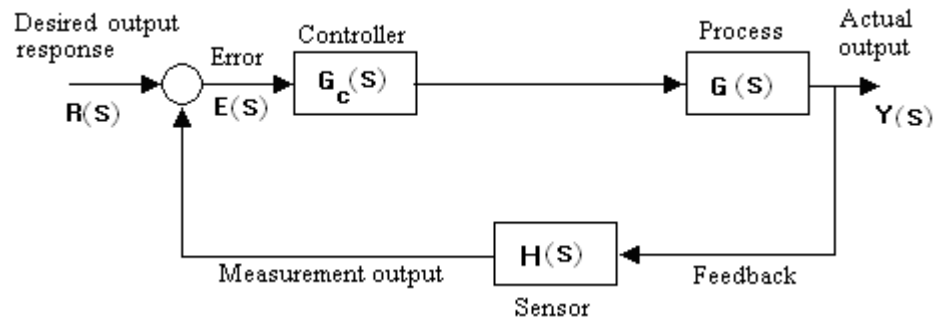 Desired output
response
Error
Controller
Process
Actual
output
R(S)
E(S)
Gc(S)
G(S)
Y(S)
H(S)
Measurement output
Feedback
Sensor